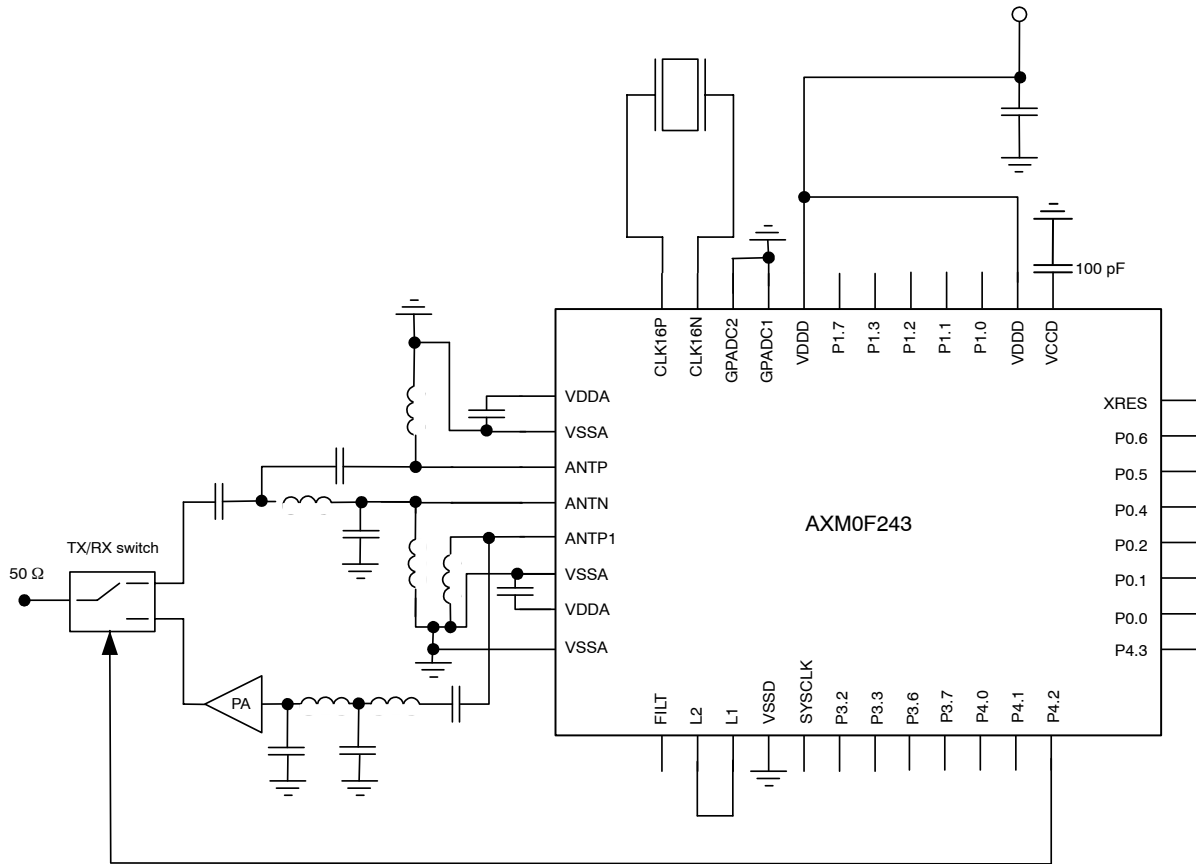 100 pF
CLK16P
CLK16N
GPADC2
GPADC1
VDDD
P1.7
P1.3
P1.2
P1.1
P1.0
VDDD
VCCD
VDDA
VSSA
ANTP
ANTN
ANTP1
VSSA
VDDA
VSSA
AXM0F243
XRES
P0.6
P0.5
P0.4
P0.2
P0.1
P0.0
P4.3
TX/RX switch
50 Ω
PA
FILT
L2
L1
VSSD
SYSCLK
P3.2
P3.3
P3.6
P3.7
P4.0
P4.1
P4.2